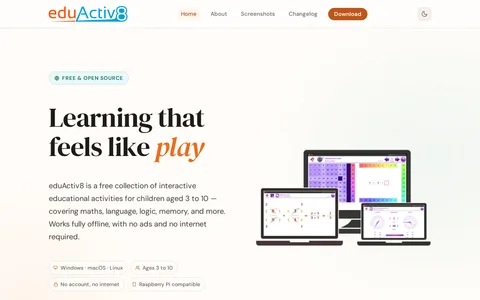 eduActiv8
Home About Screenshots Changelog Download
FREE & OPEN SOURCE
Learning that
feels like play
eduActiv8 is a free collection of interactive
educational activities for children aged 3 to 10 —
covering maths, language, logic, memory, and more.
Works fully offline, with no ads and no internet
required.
Windows · macOS · Linux Ages 3 to 10
No account, no internet Raspberry Pi compatible